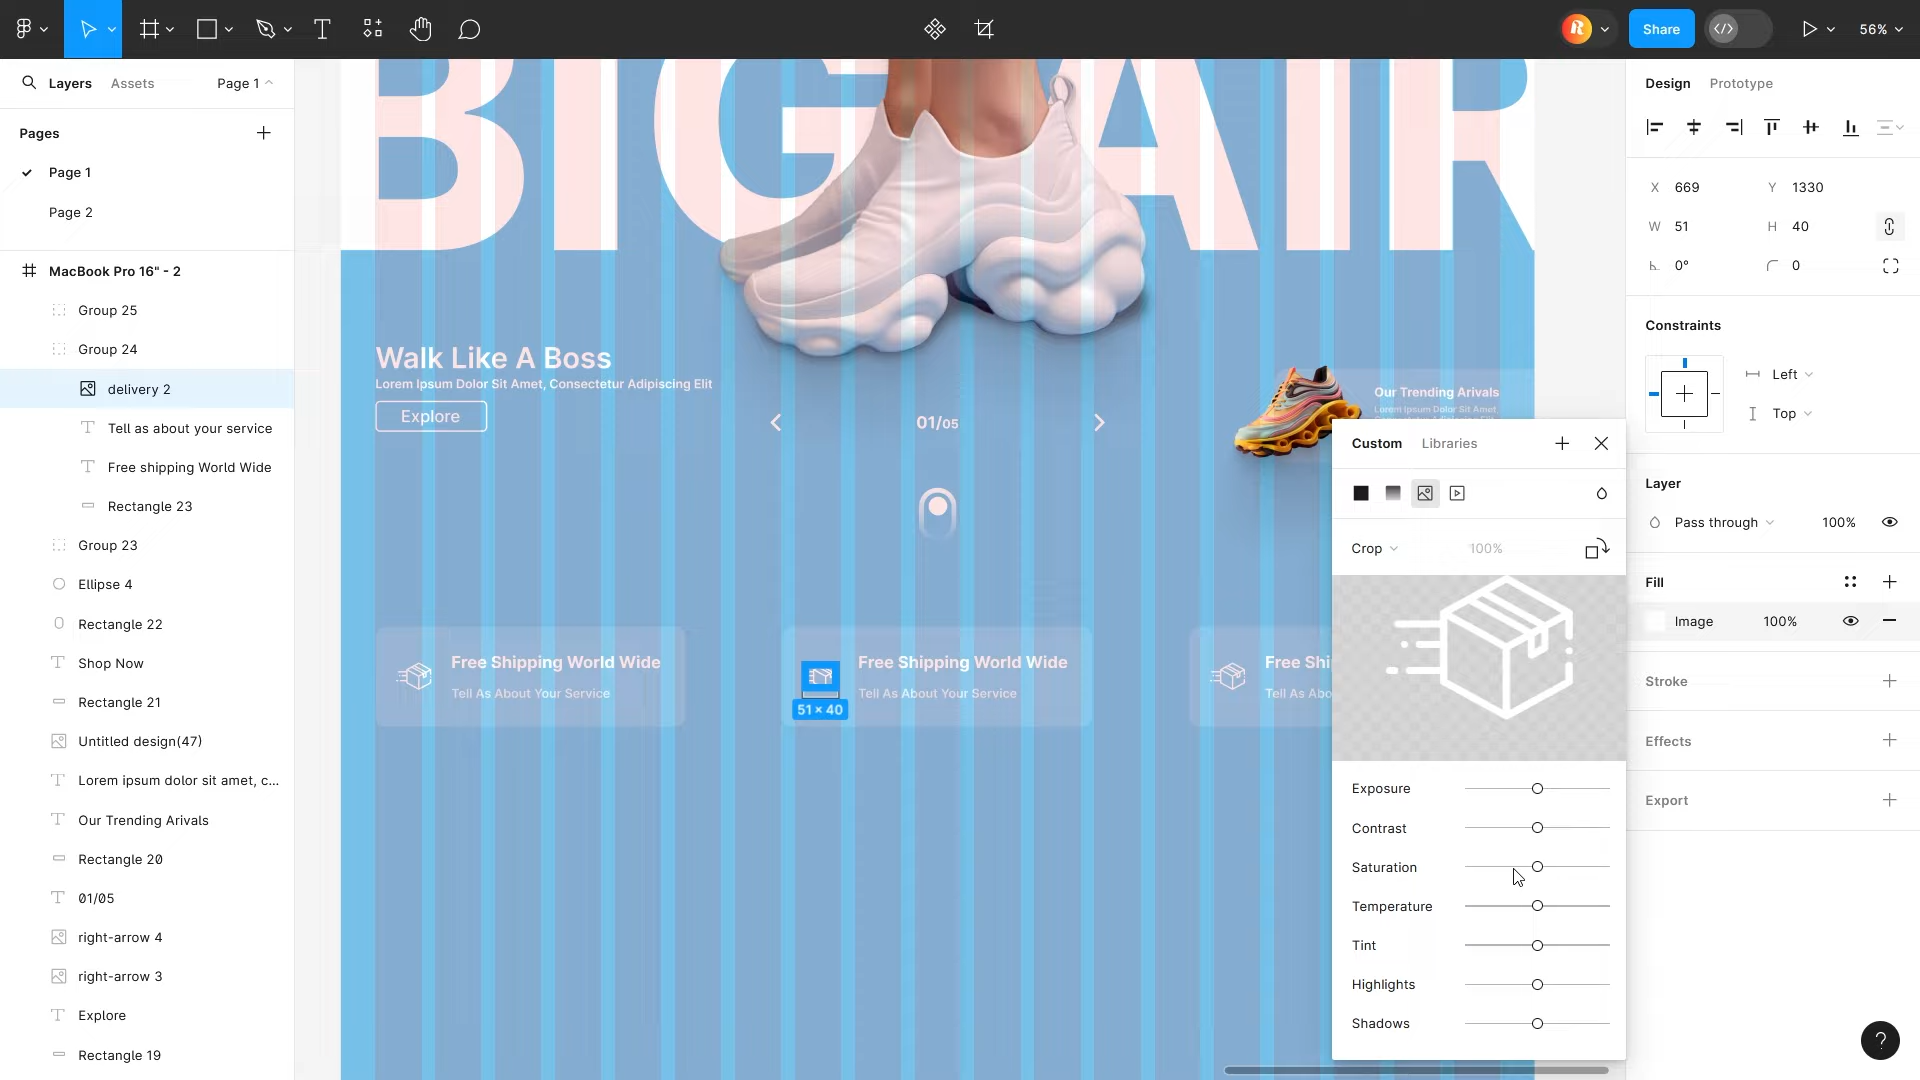 Share
56%
Layers
Assets
Page 1
Pages
Page 1
Page 2
MacBook Pro 16" - 2
Group 25
Group 24
delivery 2
Tell as about your service
Free shipping World Wide
Rectangle 23
Group 23
Ellipse 4
Rectangle 22
Shop Now
Rectangle 21
Untitled design(47)
Lorem ipsum dolor sit amet, c...
Our Trending Arivals
Rectangle 20
01/05
right-arrow 4
right-arrow 3
Explore
Rectangle 19
BIG AIR
Walk Like A Boss
Lorem Ipsum Dolor Sit Amet, Consectetur Adipiscing Elit
Explore
01/05
Our Trending Arivals
Lorem Ipsum Dolor Sit Amet,
Free Shipping World Wide
Tell As About Your Service
Free Shipping World Wide
Tell As About Your Service
51 × 40
Free Shi
Tell As Abo
Custom
Libraries
Crop
100%
Exposure
Contrast
Saturation
Temperature
Tint
Highlights
Shadows
Design
Prototype
X 669
Y 1330
W 51
H 40
0°
0
Constraints
Left
Top
Layer
Pass through
100%
Fill
Image
100%
Stroke
Effects
Export
?